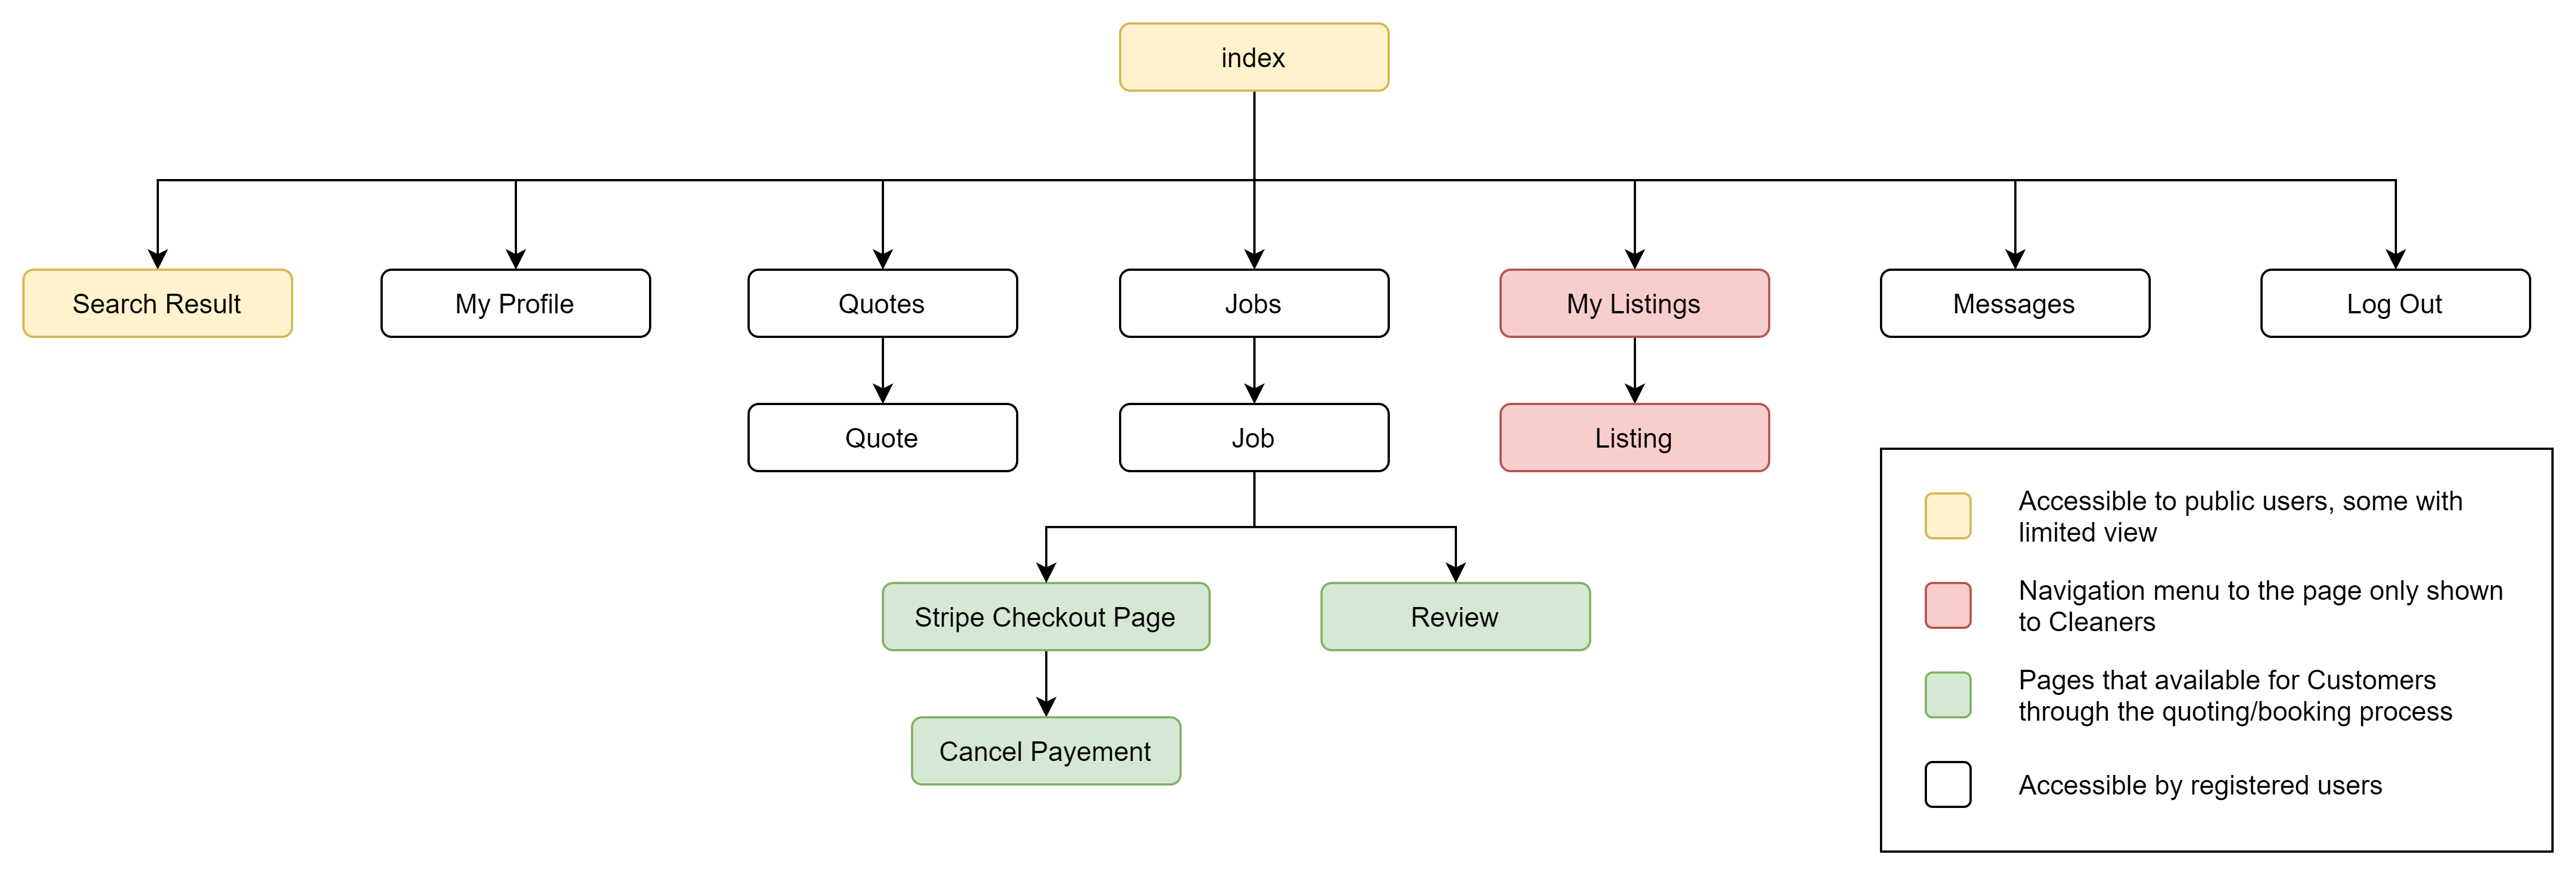 index
Search Result
My Profile
Quotes
Jobs
My Listings
Messages
Log Out
Quote
Job
Listing
Stripe Checkout Page
Review
Cancel Payement
Accessible to public users, some with
limited view
Navigation menu to the page only shown
to Cleaners
Pages that available for Customers
through the quoting/booking process
Accessible by registered users